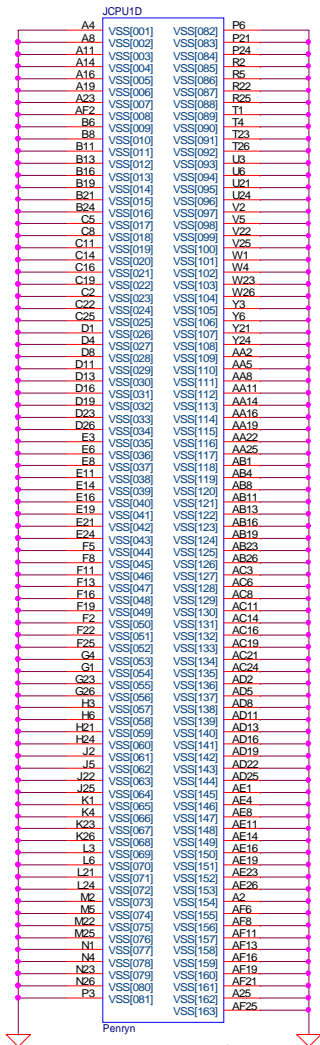 JCPU1D
A4 VSS[001] VSS[082] P6
A8 VSS[002] VSS[083] P21
A11 VSS[003] VSS[084] P24
A14 VSS[004] VSS[085] R2
A16 VSS[005] VSS[086] R5
A19 VSS[006] VSS[087] R22
A23 VSS[007] VSS[088] R25
AF2 VSS[008] VSS[089] T1
B6 VSS[009] VSS[090] T4
B8 VSS[010] VSS[091] T23
B11 VSS[011] VSS[092] T26
B13 VSS[012] VSS[093] U3
B16 VSS[013] VSS[094] U6
B19 VSS[014] VSS[095] U21
B21 VSS[015] VSS[096] U24
B24 VSS[016] VSS[097] V2
C5 VSS[017] VSS[098] V5
C8 VSS[018] VSS[099] V22
C11 VSS[019] VSS[100] V25
C14 VSS[020] VSS[101] W1
C16 VSS[021] VSS[102] W4
C19 VSS[022] VSS[103] W23
C2 VSS[023] VSS[104] W26
C22 VSS[024] VSS[105] Y3
C25 VSS[025] VSS[106] Y6
D1 VSS[026] VSS[107] Y21
D4 VSS[027] VSS[108] Y24
D8 VSS[028] VSS[109] AA2
D11 VSS[029] VSS[110] AA5
D13 VSS[030] VSS[111] AA8
D16 VSS[031] VSS[112] AA11
D19 VSS[032] VSS[113] AA14
D23 VSS[033] VSS[114] AA16
D26 VSS[034] VSS[115] AA19
E3 VSS[035] VSS[116] AA22
E6 VSS[036] VSS[117] AA25
E8 VSS[037] VSS[118] AB1
E11 VSS[038] VSS[119] AB4
E14 VSS[039] VSS[120] AB8
E16 VSS[040] VSS[121] AB11
E19 VSS[041] VSS[122] AB13
E21 VSS[042] VSS[123] AB16
E24 VSS[043] VSS[124] AB19
F5 VSS[044] VSS[125] AB23
F8 VSS[045] VSS[126] AB26
F11 VSS[046] VSS[127] AC3
F13 VSS[047] VSS[128] AC6
F16 VSS[048] VSS[129] AC8
F19 VSS[049] VSS[130] AC11
F2 VSS[050] VSS[131] AC14
F22 VSS[051] VSS[132] AC16
F25 VSS[052] VSS[133] AC19
G4 VSS[053] VSS[134] AC21
G1 VSS[054] VSS[135] AC24
G23 VSS[055] VSS[136] AD2
G26 VSS[056] VSS[137] AD5
H3 VSS[057] VSS[138] AD8
H6 VSS[058] VSS[139] AD11
H21 VSS[059] VSS[140] AD13
H24 VSS[060] VSS[141] AD16
J2 VSS[061] VSS[142] AD19
J5 VSS[062] VSS[143] AD22
J22 VSS[063] VSS[144] AD25
J25 VSS[064] VSS[145] AE1
K1 VSS[065] VSS[146] AE4
K4 VSS[066] VSS[147] AE8
K23 VSS[067] VSS[148] AE11
K26 VSS[068] VSS[149] AE14
L3 VSS[069] VSS[150] AE16
L6 VSS[070] VSS[151] AE19
L21 VSS[071] VSS[152] AE23
L24 VSS[072] VSS[153] AE26
M2 VSS[073] VSS[154] A2
M5 VSS[074] VSS[155] AF6
M22 VSS[075] VSS[156] AF8
M25 VSS[076] VSS[157] AF11
N1 VSS[077] VSS[158] AF13
N4 VSS[078] VSS[159] AF16
N23 VSS[079] VSS[160] AF19
N26 VSS[080] VSS[161] AF21
P3 VSS[081] VSS[162] A25
VSS[163] AF25
Penryn